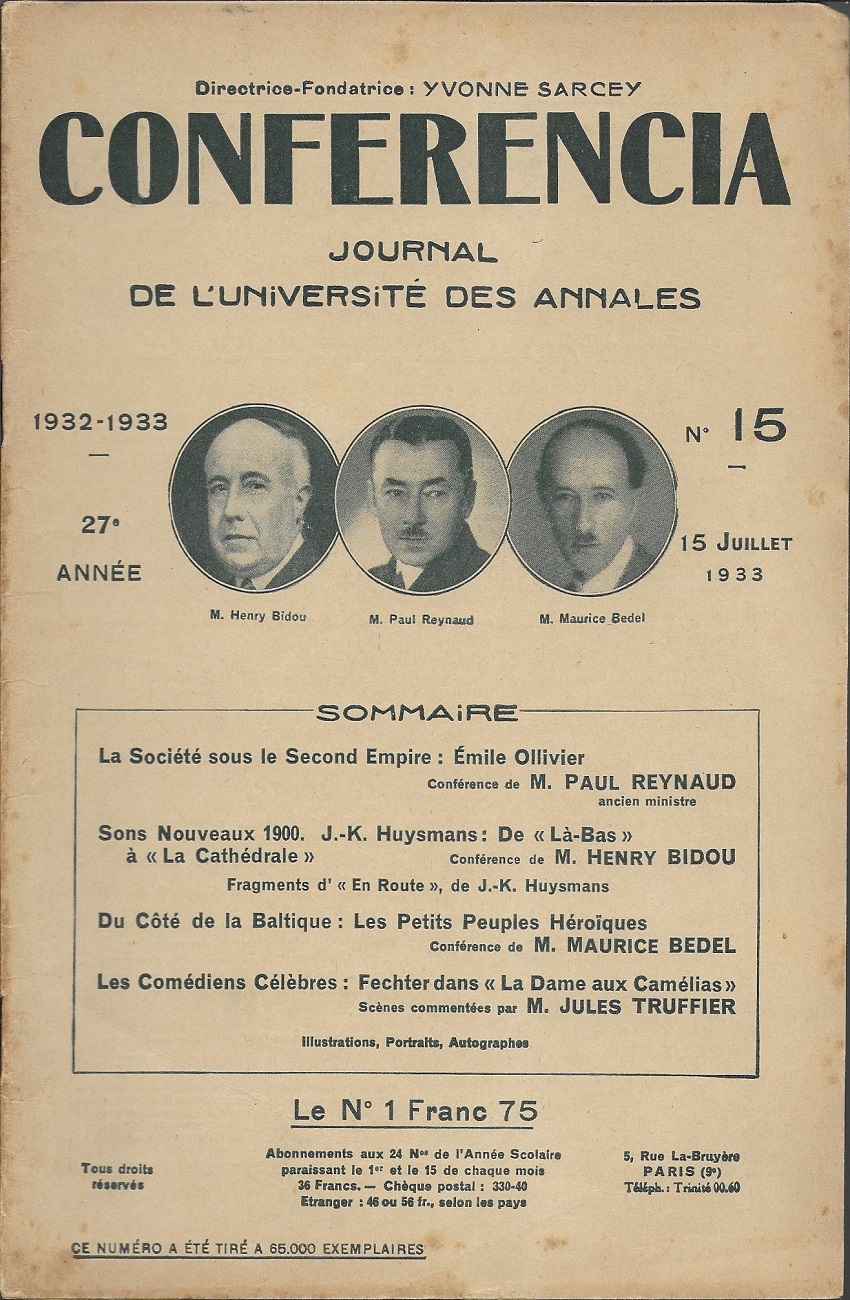 Directrice-Fondatrice : YVONNE SARCEY
CONFERENCIA
JOURNAL
DE L'UNiVERSiTÉ DES ANNALES
1932-1933
27e
ANNÉE
N° 15
15 JUILLET
1933
M. Henry Bidou
M. Paul Reynaud
M. Maurice Bedel
SOMMAiRE
La Société sous le Second Empire : Émile Ollivier
Conférence de M. PAUL REYNAUD
ancien ministre
Sons Nouveaux 1900. J.-K. Huysmans : De « Là-Bas »
à « La Cathédrale » Conférence de M. HENRY BIDOU
Fragments d' « En Route », de J.-K. Huysmans
Du Côté de la Baltique : Les Petits Peuples Héroïques
Conférence de M. MAURICE BEDEL
Les Comédiens Célèbres : Fechter dans « La Dame aux Camélias »
Scènes commentées par M. JULES TRUFFIER
Illustrations, Portraits, Autographes
Le N° 1 Franc 75
Tous droits
réservés
Abonnements aux 24 Nos de l'Année Scolaire
paraissant le 1er et le 15 de chaque mois
36 Francs. — Chèque postal : 330-40
Etranger : 46 ou 56 fr., selon les pays
5, Rue La-Bruyère
PARIS (9e)
Téléph. : Trinité 00.60
CE NUMÉRO A ÉTÉ TIRÉ A 65.000 EXEMPLAIRES